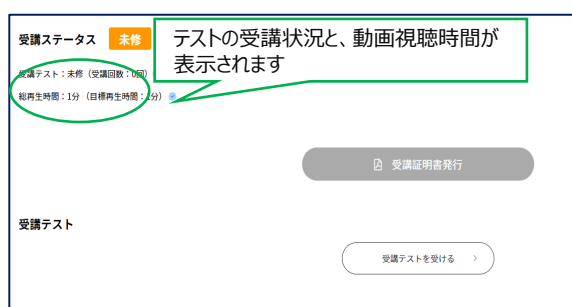 受講ステータス 未修
テストの受講状況と、動画視聴時間が
表示されます
受講テスト：未修（受講回数：0回）
総再生時間：1分（目標再生時間：1分）
受講証明書発行
受講テスト
受講テストを受ける